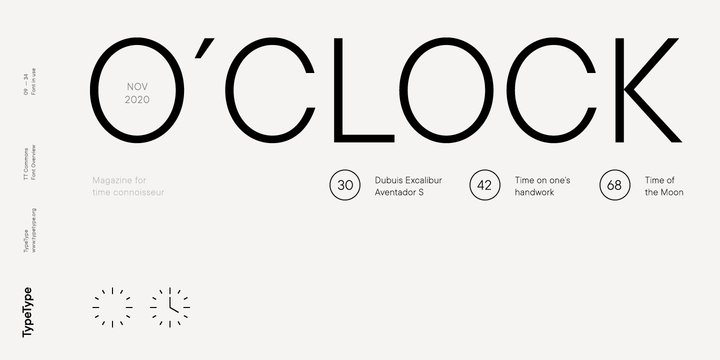 O´CLOCK
NOV
2020
Magazine for
time connoisseur
30
Dubuis Excalibur
Aventador S
42
Time on one's
handwork
68
Time of
the Moon
09 — 34
Font in use
TT Commons
Font Overview
TypeType
www.typetype.org
TypeType